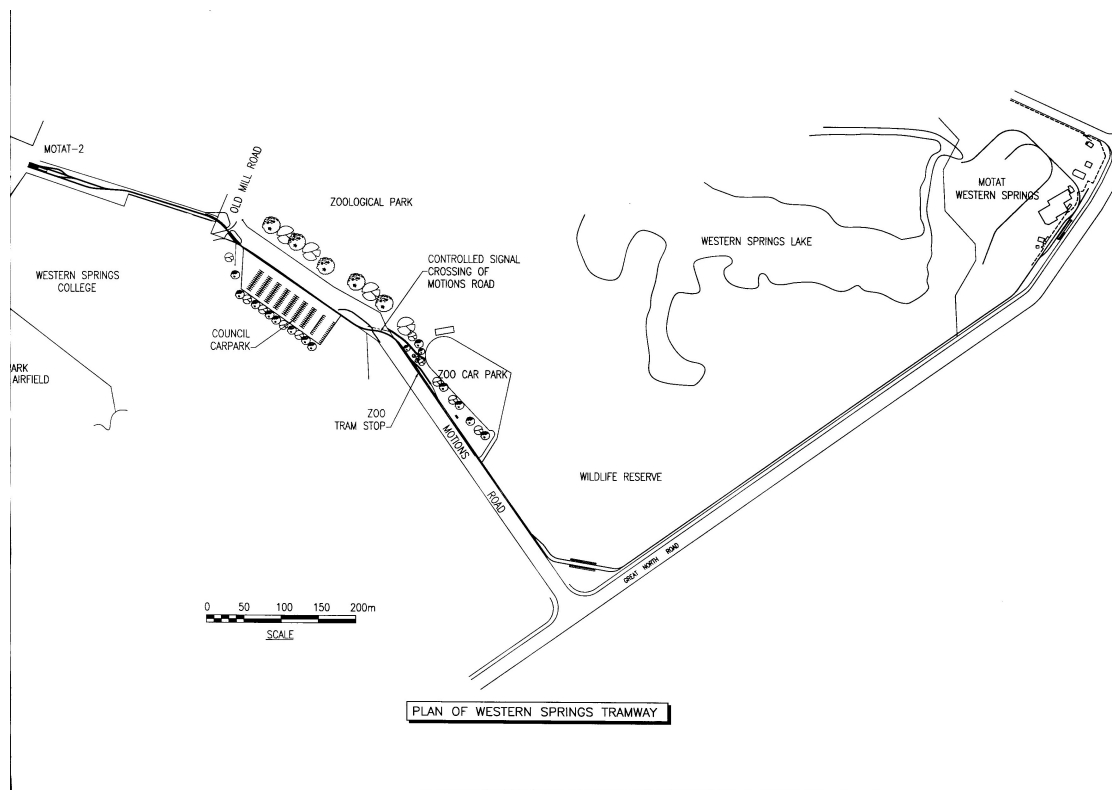 MOTAT-2
OLD MILL ROAD
ZOOLOGICAL PARK
MOTAT
WESTERN SPRINGS
WESTERN SPRINGS LAKE
CONTROLLED SIGNAL
CROSSING OF
MOTIONS ROAD
WESTERN SPRINGS
COLLEGE
COUNCIL
CARPARK
ARK
AIRFIELD
ZOO CAR PARK
ZOO
TRAM STOP
MOTIONS
ROAD
WILDLIFE RESERVE
GREAT NORTH ROAD
0 50 100 150 200m
SCALE
PLAN OF WESTERN SPRINGS TRAMWAY